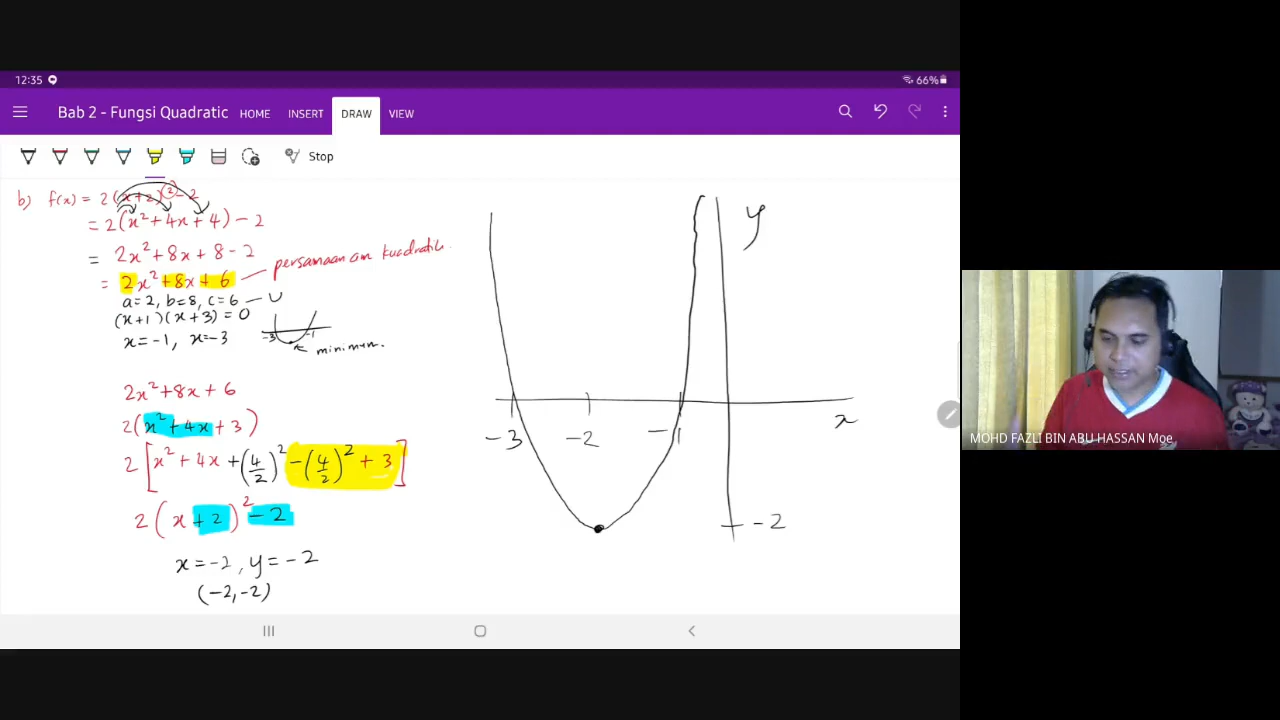 12:35
66%
Bab 2 - Fungsi Quadratic HOME INSERT DRAW VIEW
Stop
b) f(x) = 2(x+2)² - 2
= 2(x² + 4x + 4) - 2
= 2x² + 8x + 8 - 2
= 2x² + 8x + 6 — persamaan am kuadratik.
a = 2, b = 8, c = 6 — ∪
(x+1)(x+3) = 0
x = -1, x = -3
-3 -1
minimum.
2x² + 8x + 6
2(x² + 4x + 3)
2[x² + 4x + (4/2)² - (4/2)² + 3]
2(x + 2)² - 2
x = -2, y = -2
(-2, -2)
y
-3 -2 -1 x
-2
MOHD FAZLI BIN ABU HASSAN Moe